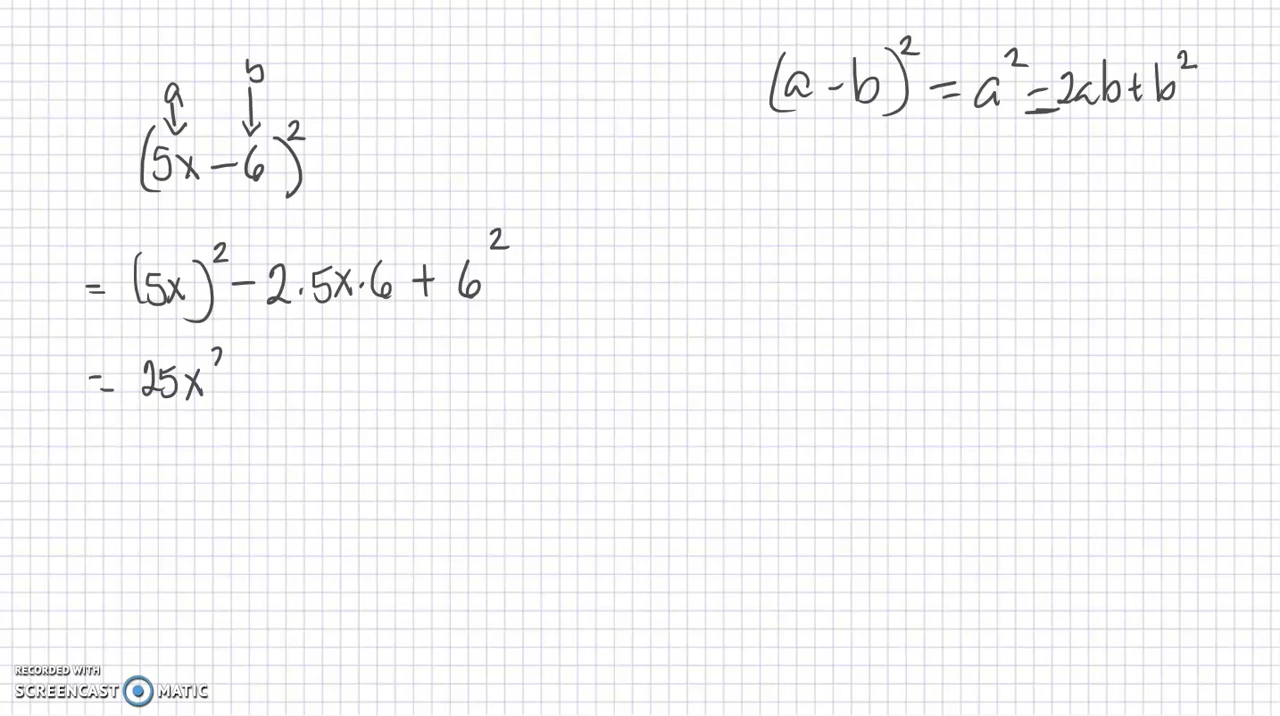 a b
(5x - 6)²
= (5x)² - 2·5x·6 + 6²
= 25x²
(a - b)² = a² - 2ab + b²
RECORDED WITH
SCREENCAST MATIC